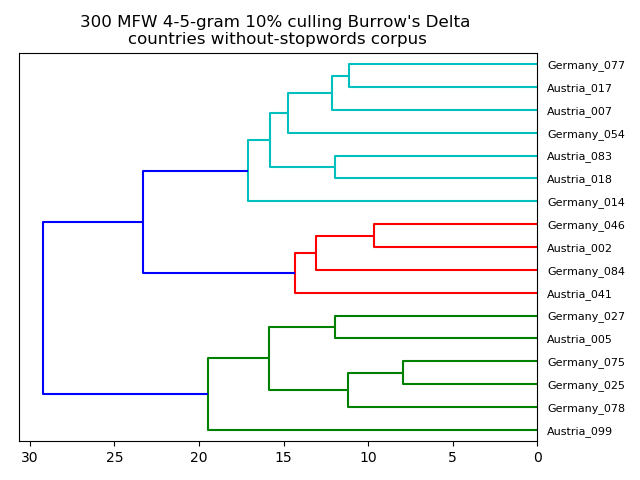 300 MFW 4-5-gram 10% culling Burrow's Delta
countries without-stopwords corpus
Germany_077
Austria_017
Austria_007
Germany_054
Austria_083
Austria_018
Germany_014
Germany_046
Austria_002
Germany_084
Austria_041
Germany_027
Austria_005
Germany_075
Germany_025
Germany_078
Austria_099
30 25 20 15 10 5 0